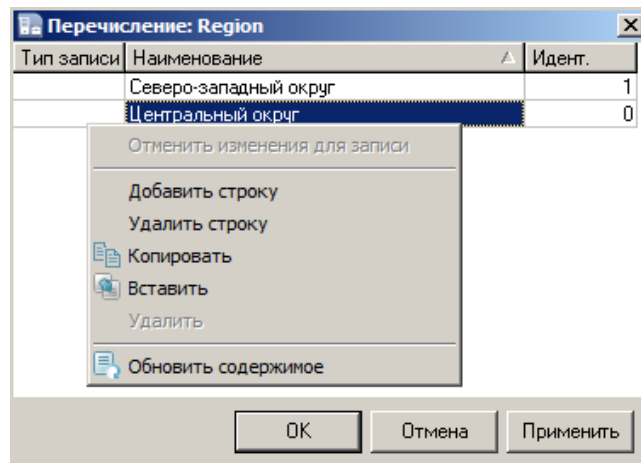 Перечисление: Region
Тип записи Наименование Идент.
Северо-западный округ 1
Центральный округ 0
Отменить изменения для записи
Добавить строку
Удалить строку
Копировать
Вставить
Удалить
Обновить содержимое
OK Отмена Применить